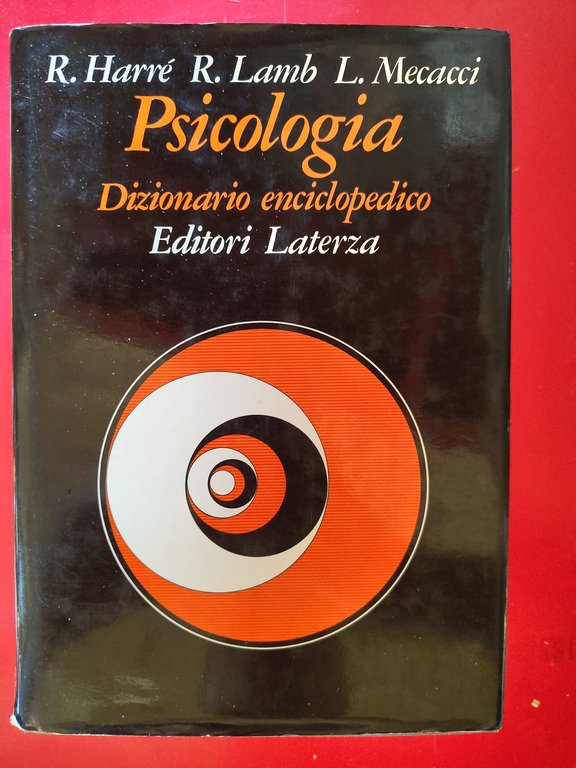 R. Harré R. Lamb L. Mecacci
Psicologia
Dizionario enciclopedico
Editori Laterza